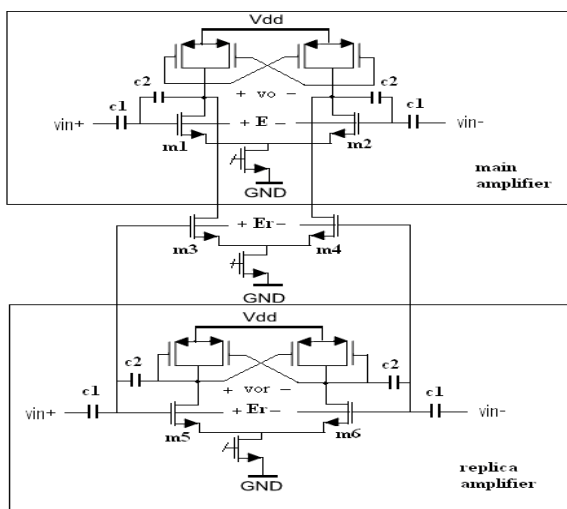 Vdd
c2 c2
c1 + vo - c1
vin+ + E - vin-
m1 m2
main
amplifier
GND
+ Er -
m3 m4
GND
Vdd
c2 c2
c1 + vor - c1
vin+ + Er - vin-
m5 m6
GND
replica
amplifier